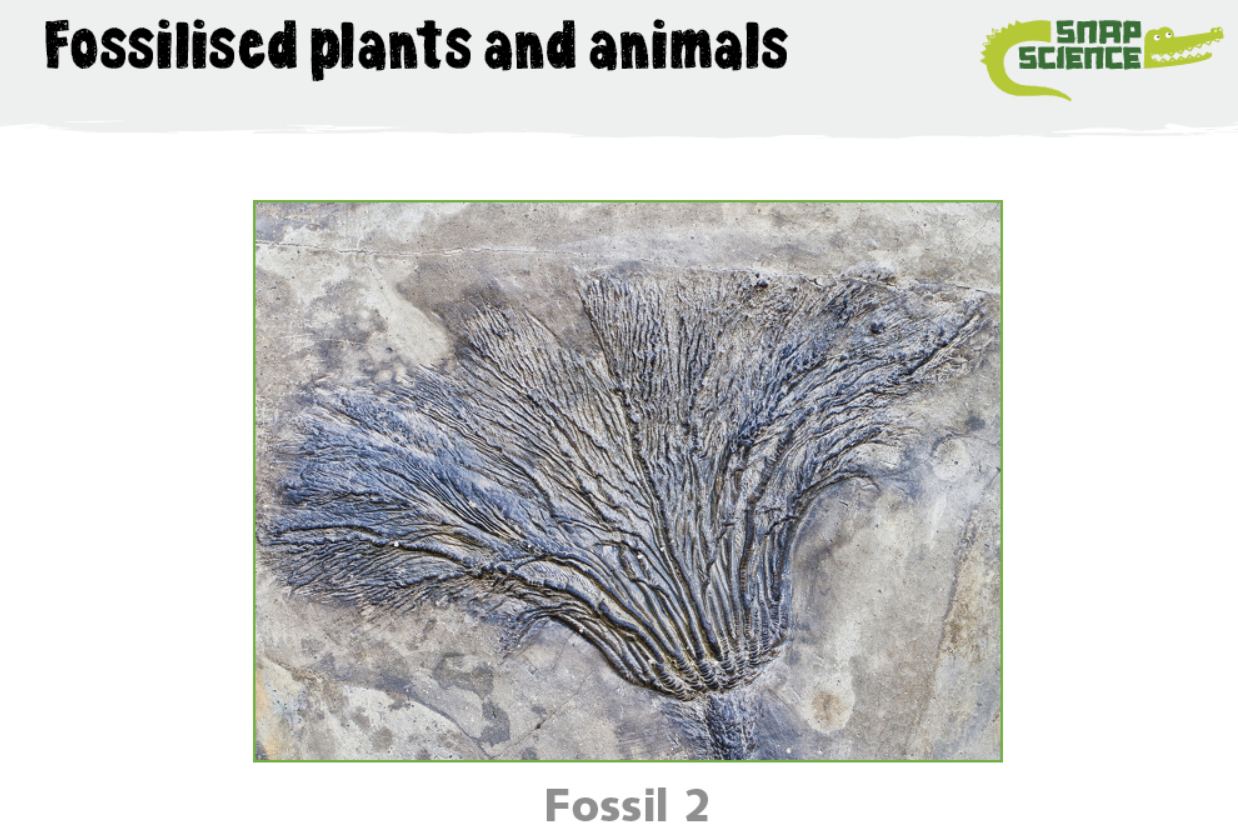 Fossilised plants and animals
SNAP
SCIENCE
Fossil 2